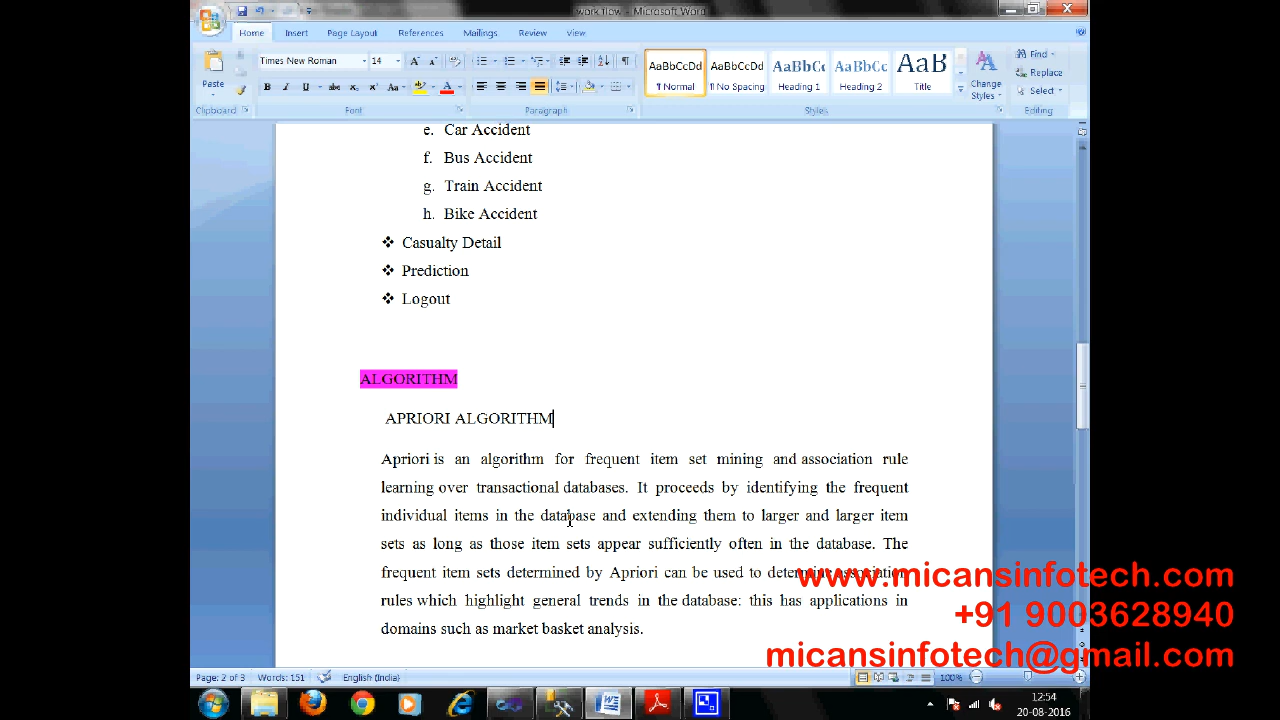 work flow - Microsoft Word
Home Insert Page Layout References Mailings Review View
Paste
Clipboard
Times New Roman 14
Font
Paragraph
AaBbCcDd AaBbCcDd AaBbCc AaBbCc AaB
¶ Normal ¶ No Spacing Heading 1 Heading 2 Title
Change Styles
Styles
Find
Replace
Select
Editing
e. Car Accident
f. Bus Accident
g. Train Accident
h. Bike Accident
❖ Casualty Detail
❖ Prediction
❖ Logout
ALGORITHM
APRIORI ALGORITHM
Apriori is an algorithm for frequent item set mining and association rule
learning over transactional databases. It proceeds by identifying the frequent
individual items in the database and extending them to larger and larger item
sets as long as those item sets appear sufficiently often in the database. The
frequent item sets determined by Apriori can be used to determine association
rules which highlight general trends in the database: this has applications in
domains such as market basket analysis.
www.micansinfotech.com
+91 9003628940
micansinfotech@gmail.com
Page: 2 of 3 Words: 151 English (India) 100%
12:54
20-08-2016